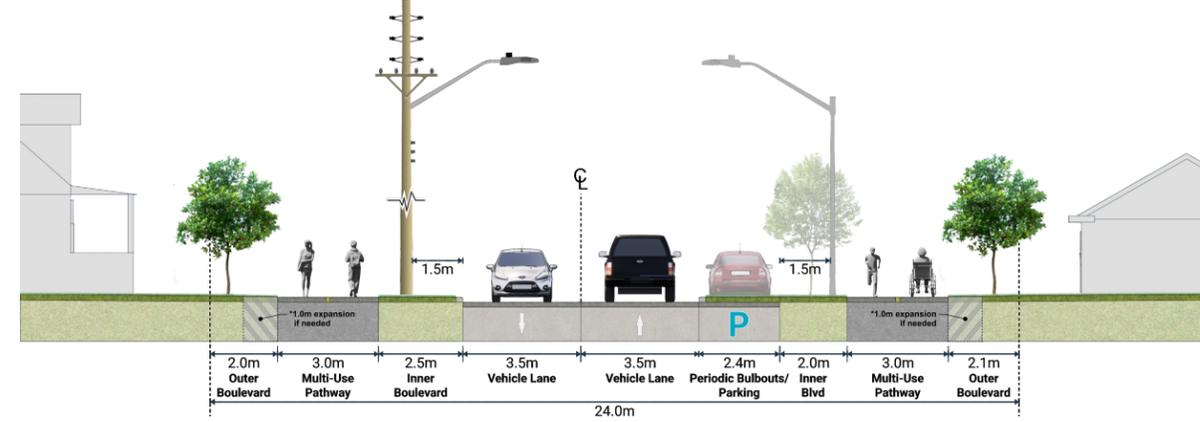 ℄
1.5m
1.5m
*1.0m expansion
if needed
P
*1.0m expansion
if needed
2.0m
Outer
Boulevard
3.0m
Multi-Use
Pathway
2.5m
Inner
Boulevard
3.5m
Vehicle Lane
3.5m
Vehicle Lane
2.4m
Periodic Bulbouts/
Parking
2.0m
Inner
Blvd
3.0m
Multi-Use
Pathway
2.1m
Outer
Boulevard
24.0m